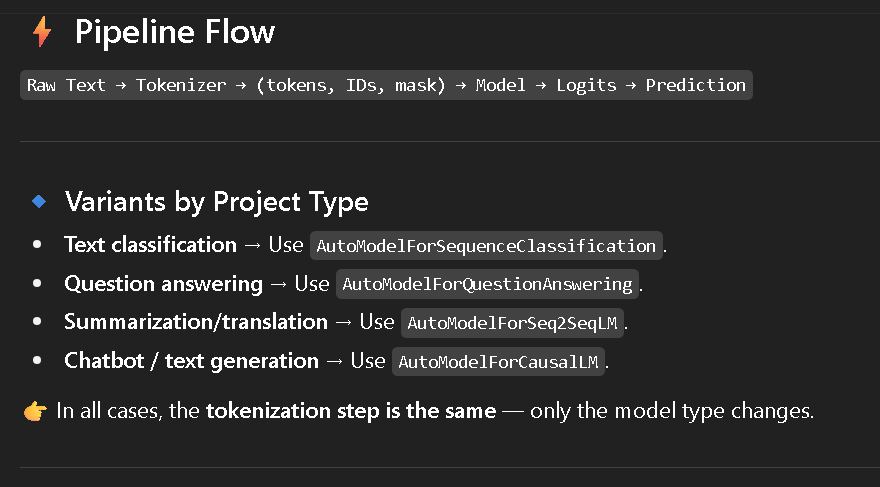 ⚡ Pipeline Flow
Raw Text → Tokenizer → (tokens, IDs, mask) → Model → Logits → Prediction
🔹 Variants by Project Type
• Text classification → Use AutoModelForSequenceClassification.
• Question answering → Use AutoModelForQuestionAnswering.
• Summarization/translation → Use AutoModelForSeq2SeqLM.
• Chatbot / text generation → Use AutoModelForCausalLM.
👉 In all cases, the tokenization step is the same — only the model type changes.